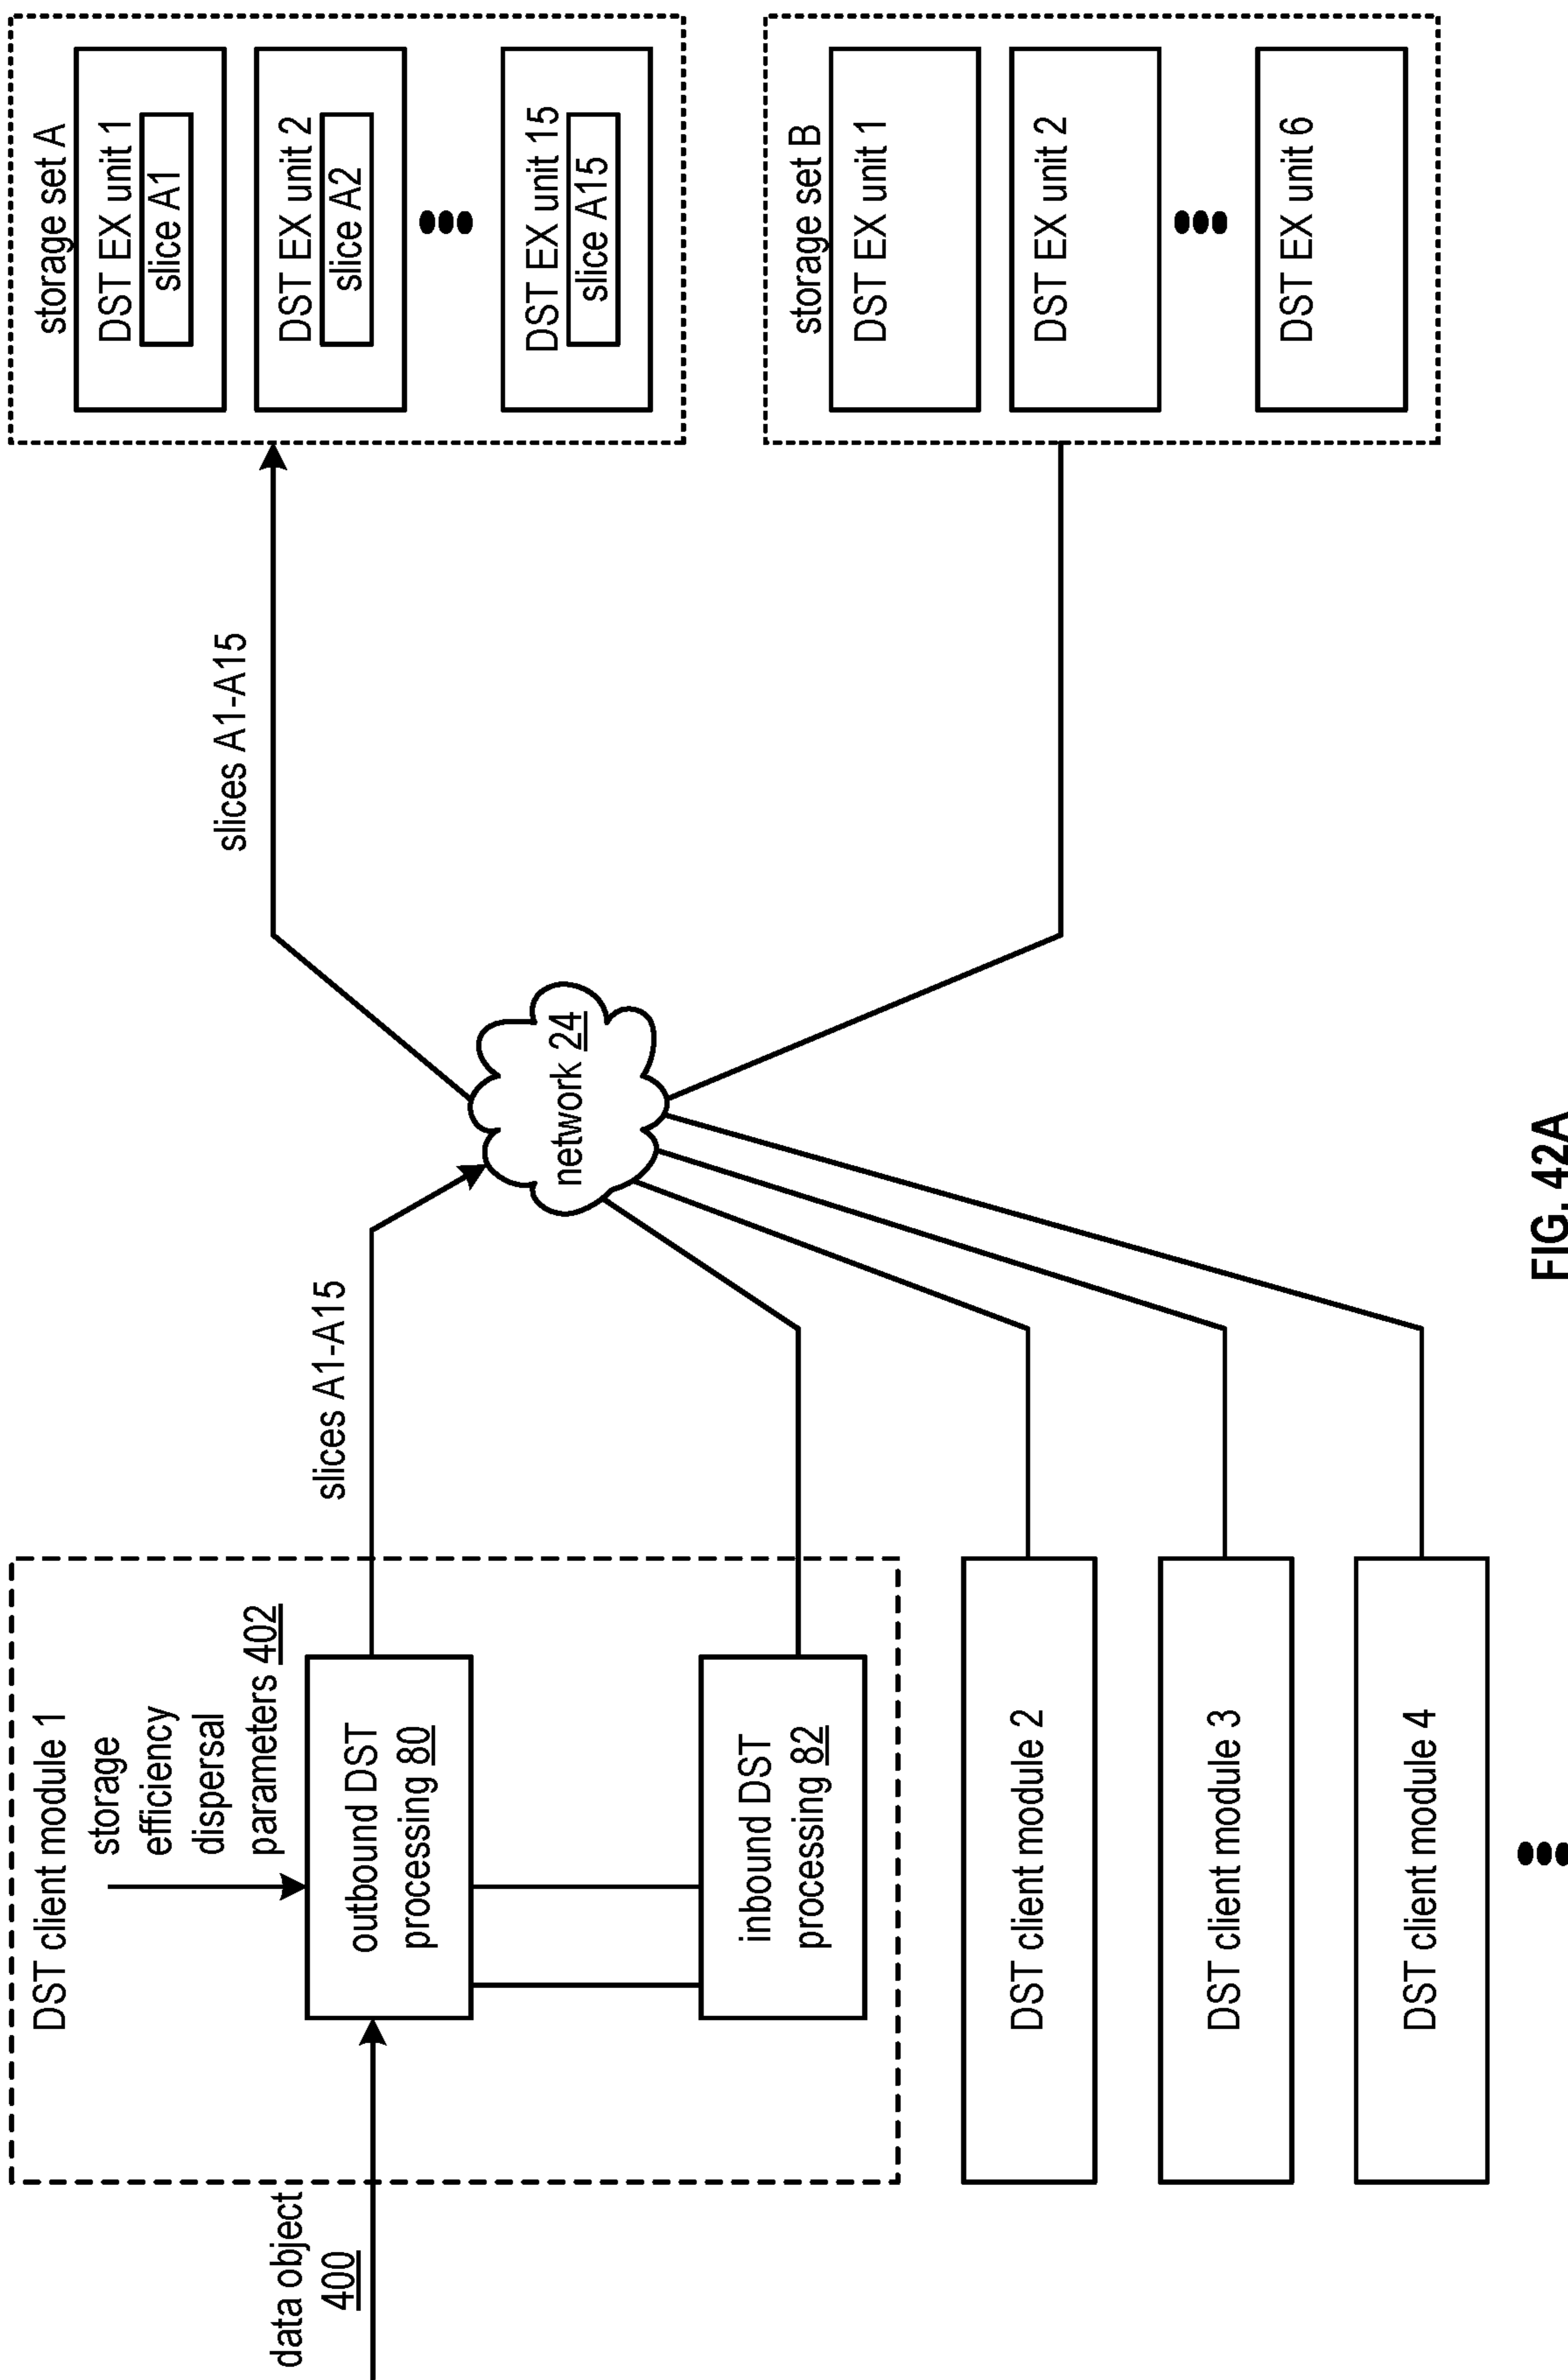 DST client module 1
storage
efficiency
dispersal
parameters 402
data object
400
outbound DST
processing 80
inbound DST
processing 82
DST client module 2
DST client module 3
DST client module 4
slices A1-A15
network 24
slices A1-A15
storage set A
DST EX unit 1
slice A1
DST EX unit 2
slice A2
DST EX unit 15
slice A15
storage set B
DST EX unit 1
DST EX unit 2
DST EX unit 6
FIG. 42A